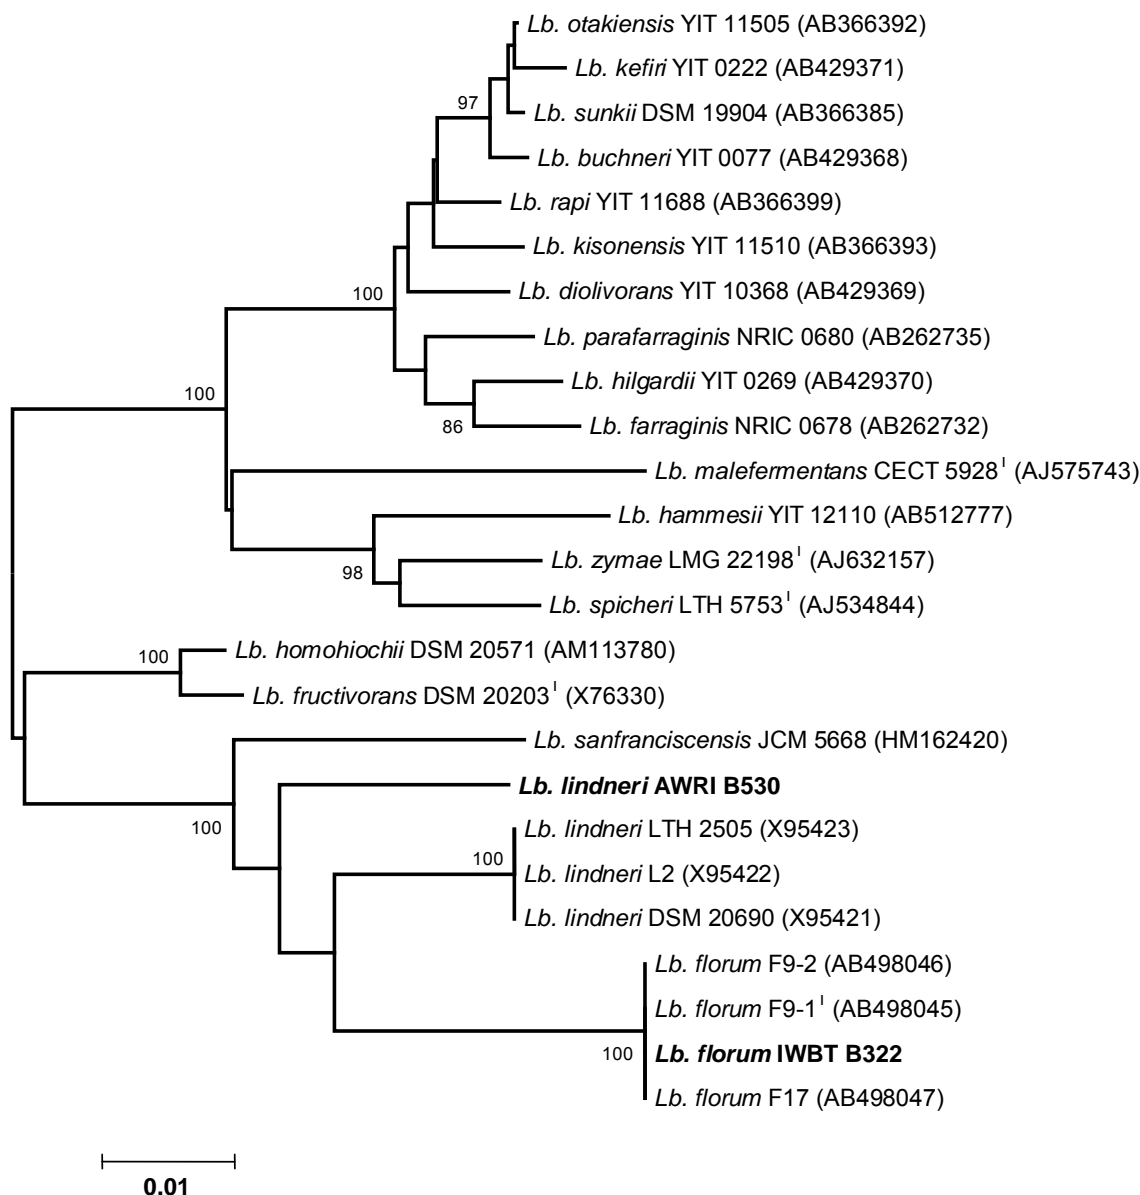 Lb. otakiensis YIT 11505 (AB366392)
Lb. kefiri YIT 0222 (AB429371)
97
Lb. sunkii DSM 19904 (AB366385)
Lb. buchneri YIT 0077 (AB429368)
Lb. rapi YIT 11688 (AB366399)
Lb. kisonensis YIT 11510 (AB366393)
100
Lb. diolivorans YIT 10368 (AB429369)
Lb. parafarraginis NRIC 0680 (AB262735)
Lb. hilgardii YIT 0269 (AB429370)
100
86
Lb. farraginis NRIC 0678 (AB262732)
Lb. malefermentans CECT 5928ᵀ (AJ575743)
Lb. hammesii YIT 12110 (AB512777)
Lb. zymae LMG 22198ᵀ (AJ632157)
98
Lb. spicheri LTH 5753ᵀ (AJ534844)
Lb. homohiochii DSM 20571 (AM113780)
100
Lb. fructivorans DSM 20203ᵀ (X76330)
Lb. sanfranciscensis JCM 5668 (HM162420)
Lb. lindneri AWRI B530
100
Lb. lindneri LTH 2505 (X95423)
100
Lb. lindneri L2 (X95422)
Lb. lindneri DSM 20690 (X95421)
Lb. florum F9-2 (AB498046)
Lb. florum F9-1ᵀ (AB498045)
100
Lb. florum IWBT B322
Lb. florum F17 (AB498047)
0.01